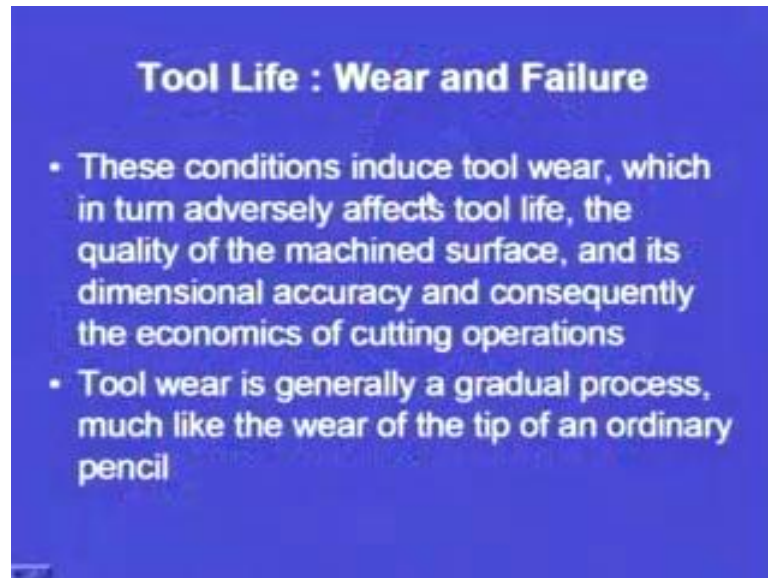 Tool Life : Wear and Failure
• These conditions induce tool wear, which
in turn adversely affects tool life, the
quality of the machined surface, and its
dimensional accuracy and consequently
the economics of cutting operations
• Tool wear is generally a gradual process,
much like the wear of the tip of an ordinary
pencil